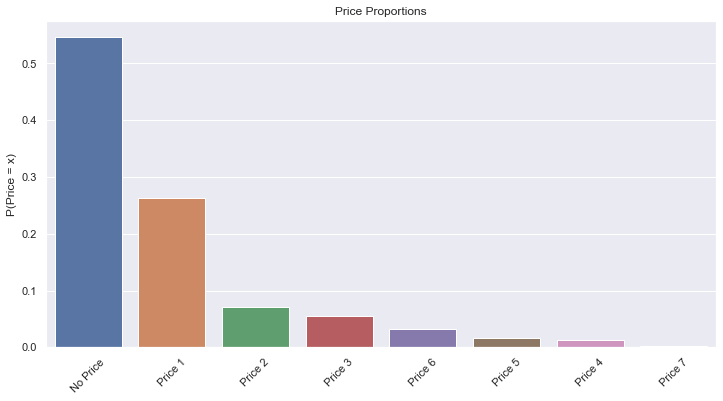 Price Proportions
P(Price = x)
0.5
0.4
0.3
0.2
0.1
0.0
No Price
Price 1
Price 2
Price 3
Price 6
Price 5
Price 4
Price 7